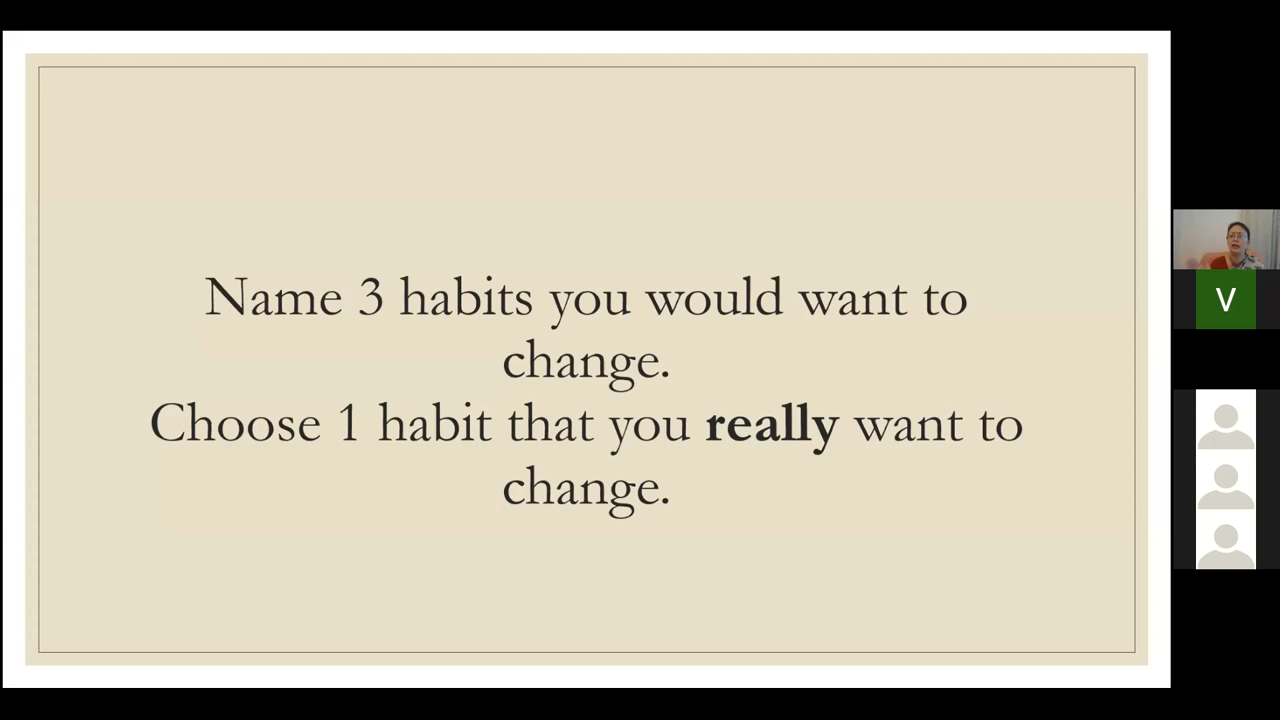 Name 3 habits you would want to
change.
Choose 1 habit that you really want to
change.
V